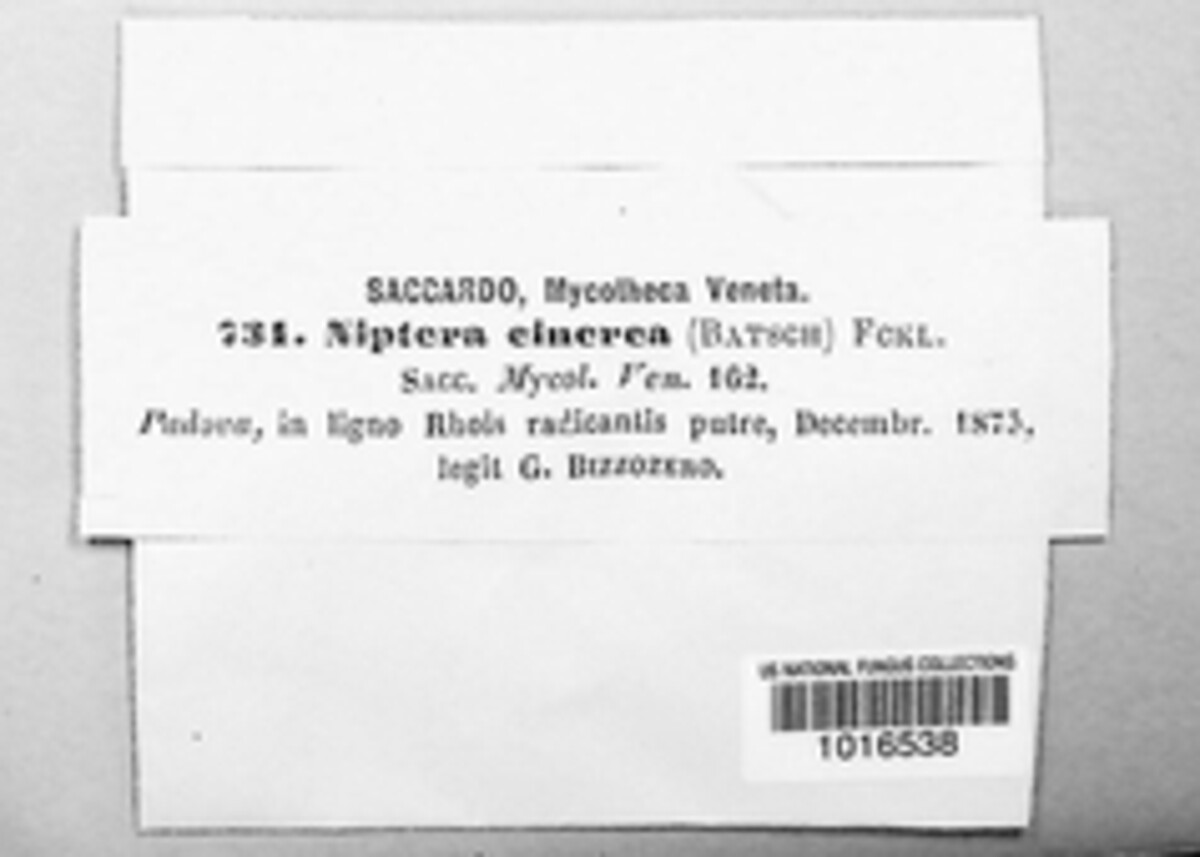 SACCARDO, Mycotheca Veneta.
731. Niptera cinerea (BATSCH) FCKL.
SACC. Mycol. Ven. 162.
Padova, in ligno Rhois radicantis putre, Decembr. 1875,
legit G. BIZZOZERO.
US NATIONAL FUNGUS COLLECTIONS
1016538